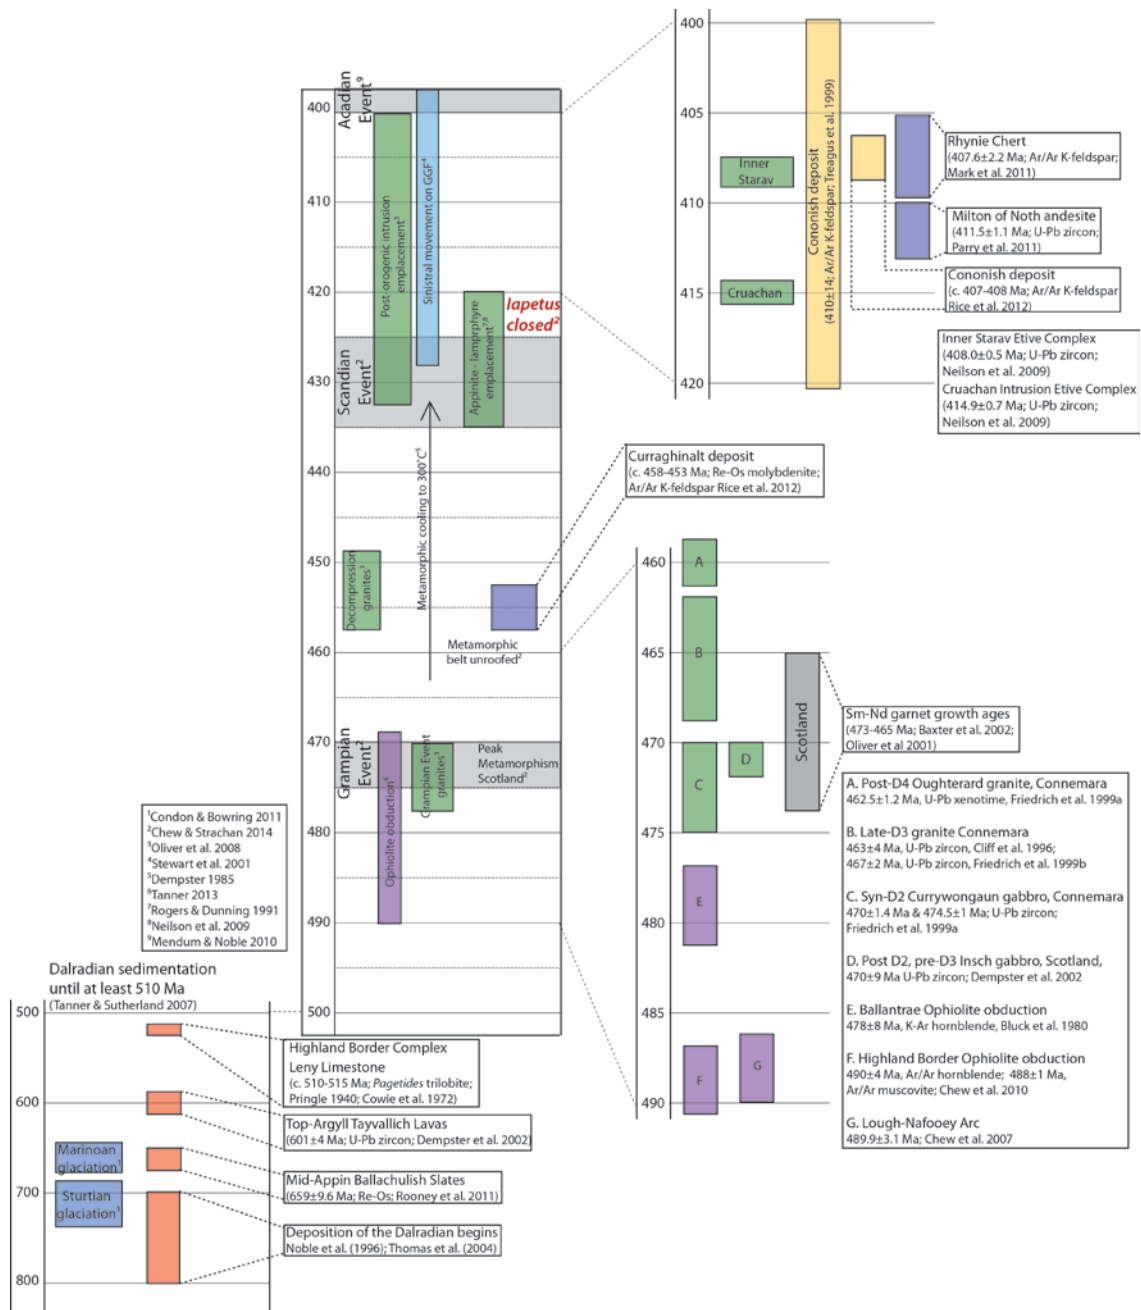 400
410
420
430
440
450
460
470
480
490
500
Acadian
Event⁹
Scandian
Event²
Grampian
Event²
Post-orogenic intrusion
emplacement³
Sinistral movement on GGF⁴
Appinite - lamprphyre
emplacement⁷,⁸
Iapetus
closed²
Metamorphic cooling to 300°C⁵
Decompression
granites³
Metamorphic
belt unroofed²
Ophiolite obduction⁶
Grampian Event
granites³
Peak
Metamorphism
Scotland²
400
405
410
415
420
Inner
Starav
Cruachan
Cononish deposit
(410±14; Ar/Ar K-feldspar; Treagus et al. 1999)
Rhynie Chert
(407.6±2.2 Ma; Ar/Ar K-feldspar;
Mark et al. 2011)
Milton of Noth andesite
(411.5±1.1 Ma; U-Pb zircon;
Parry et al. 2011)
Cononish deposit
(c. 407-408 Ma; Ar/Ar K-feldspar
Rice et al. 2012)
Inner Starav Etive Complex
(408.0±0.5 Ma; U-Pb zircon;
Neilson et al. 2009)
Cruachan Intrusion Etive Complex
(414.9±0.7 Ma; U-Pb zircon;
Neilson et al. 2009)
Curraghinalt deposit
(c. 458-453 Ma; Re-Os molybdenite;
Ar/Ar K-feldspar Rice et al. 2012)
460
465
470
475
480
485
490
A
B
C
D
E
F
G
Scotland
Sm-Nd garnet growth ages
(473-465 Ma; Baxter et al. 2002;
Oliver et al 2001)
A. Post-D4 Oughterard granite, Connemara
462.5±1.2 Ma, U-Pb xenotime, Friedrich et al. 1999a
B. Late-D3 granite Connemara
463±4 Ma, U-Pb zircon, Cliff et al. 1996;
467±2 Ma, U-Pb zircon, Friedrich et al. 1999b
C. Syn-D2 Currywongaun gabbro, Connemara
470±1.4 Ma & 474.5±1 Ma; U-Pb zircon;
Friedrich et al. 1999a
D. Post D2, pre-D3 Insch gabbro, Scotland,
470±9 Ma U-Pb zircon; Dempster et al. 2002
E. Ballantrae Ophiolite obduction
478±8 Ma, K-Ar hornblende, Bluck et al. 1980
F. Highland Border Ophiolite obduction
490±4 Ma, Ar/Ar hornblende; 488±1 Ma,
Ar/Ar muscovite; Chew et al. 2010
G. Lough-Nafooey Arc
489.9±3.1 Ma; Chew et al. 2007
¹Condon & Bowring 2011
²Chew & Strachan 2014
³Oliver et al. 2008
⁴Stewart et al. 2001
⁵Dempster 1985
⁶Tanner 2013
⁷Rogers & Dunning 1991
⁸Neilson et al. 2009
⁹Mendum & Noble 2010
Dalradian sedimentation
until at least 510 Ma
(Tanner & Sutherland 2007)
500
600
700
800
Marinoan
glaciation¹
Sturtian
glaciation¹
Highland Border Complex
Leny Limestone
(c. 510-515 Ma; Pagetides trilobite;
Pringle 1940; Cowie et al. 1972)
Top-Argyll Tayvallich Lavas
(601±4 Ma; U-Pb zircon; Dempster et al. 2002)
Mid-Appin Ballachulish Slates
(659±9.6 Ma; Re-Os; Rooney et al. 2011)
Deposition of the Dalradian begins
Noble et al. (1996); Thomas et al. (2004)